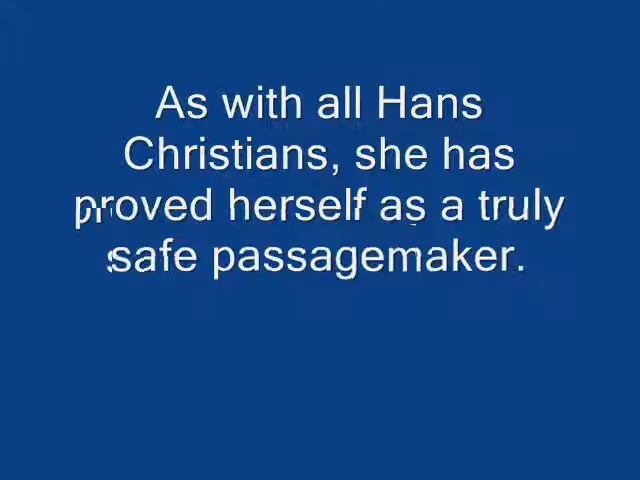 As with all Hans
Christians, she has
proved herself as a truly
safe passagemaker.